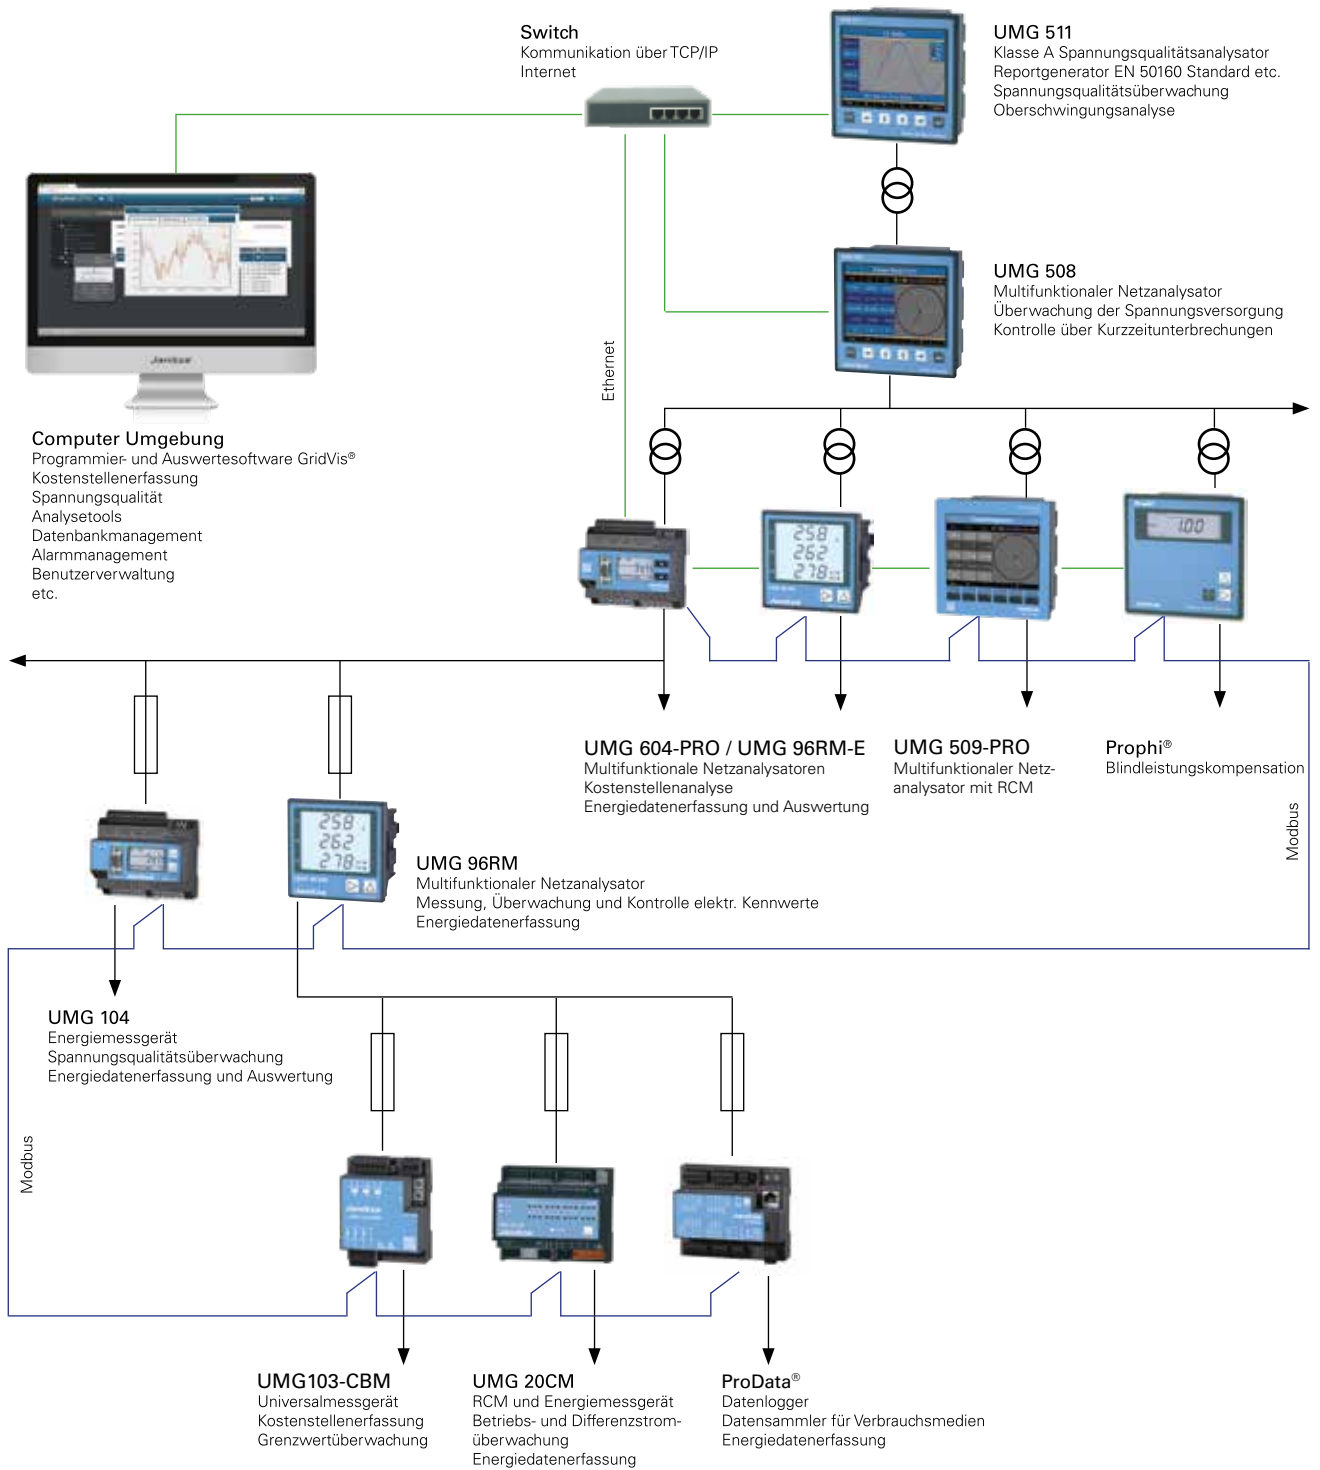 Switch
Kommunikation über TCP/IP
Internet
UMG 511
Klasse A Spannungsqualitätsanalysator
Reportgenerator EN 50160 Standard etc.
Spannungsqualitätsüberwachung
Oberschwingungsanalyse
UMG 508
Multifunktionaler Netzanalysator
Überwachung der Spannungsversorgung
Kontrolle über Kurzzeitunterbrechungen
Janitza
Ethernet
Computer Umgebung
Programmier- und Auswertesoftware GridVis®
Kostenstellenerfassung
Spannungsqualität
Analysetools
Datenbankmanagement
Alarmmanagement
Benutzerverwaltung
etc.
258
262
278
1.00
UMG 604-PRO / UMG 96RM-E
Multifunktionale Netzanalysatoren
Kostenstellenanalyse
Energiedatenerfassung und Auswertung
UMG 509-PRO
Multifunktionaler Netz-
analysator mit RCM
Prophi®
Blindleistungskompensation
Modbus
258
262
278
UMG 96RM
Multifunktionaler Netzanalysator
Messung, Überwachung und Kontrolle elektr. Kennwerte
Energiedatenerfassung
UMG 104
Energiemessgerät
Spannungsqualitätsüberwachung
Energiedatenerfassung und Auswertung
Modbus
UMG103-CBM
Universalmessgerät
Kostenstellenerfassung
Grenzwertüberwachung
UMG 20CM
RCM und Energiemessgerät
Betriebs- und Differenzstrom-
überwachung
Energiedatenerfassung
ProData®
Datenlogger
Datensammler für Verbrauchsmedien
Energiedatenerfassung